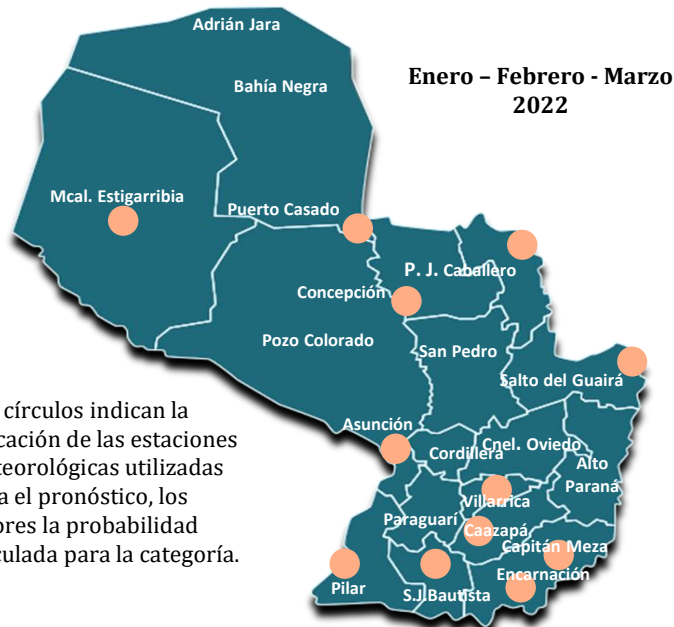 Adrián Jara
Enero – Febrero - Marzo
2022
Bahía Negra
Mcal. Estigarribia
Puerto Casado
P. J. Caballero
Concepción
Pozo Colorado
San Pedro
Salto del Guairá
círculos indican la
cación de las estaciones
teorológicas utilizadas
a el pronóstico, los
ores la probabilidad
culada para la categoría.
Asunción
Cordillera
Cnel. Oviedo
Alto
Paraná
Villarrica
Paraguarí
Caazapá
Capitán Meza
Encarnación
Pilar
S.J.Bautista